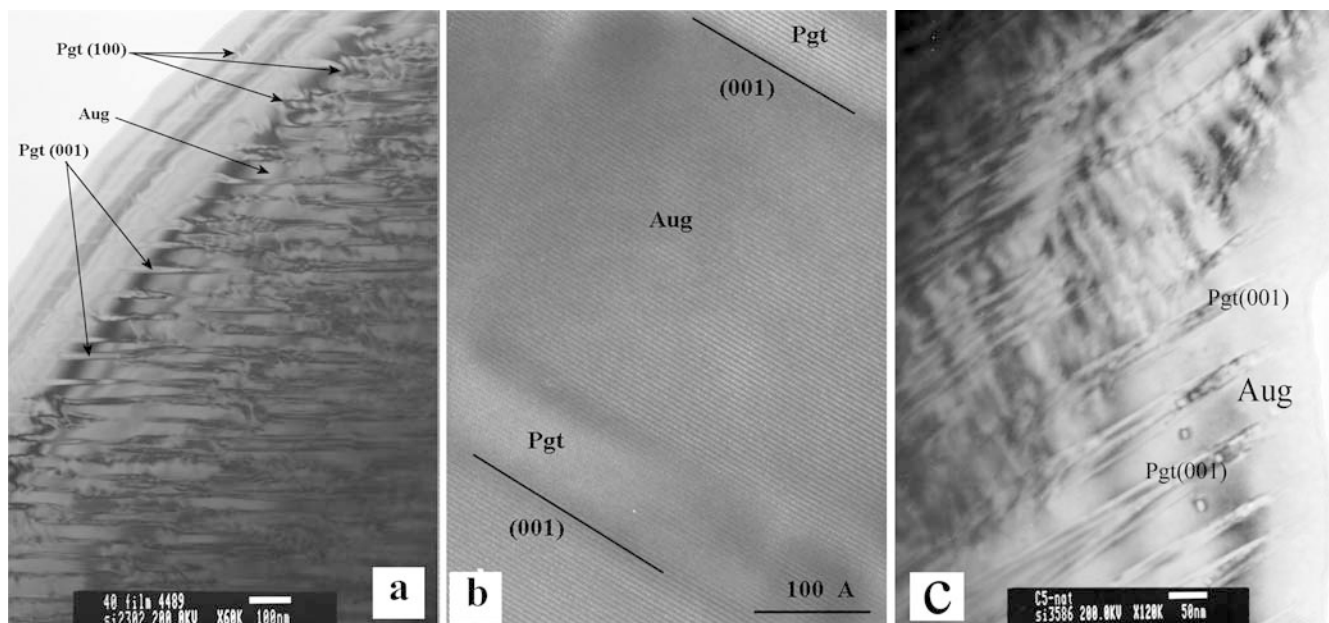 Pgt (100)
Aug
Pgt (001)
40 film 4489
si2302 200.0KV X60K 100nm
a
Pgt
(001)
Aug
Pgt
(001)
100 A
b
Pgt(001)
Aug
Pgt(001)
C5-nat
si3586 200.0KV X120K 50nm
c